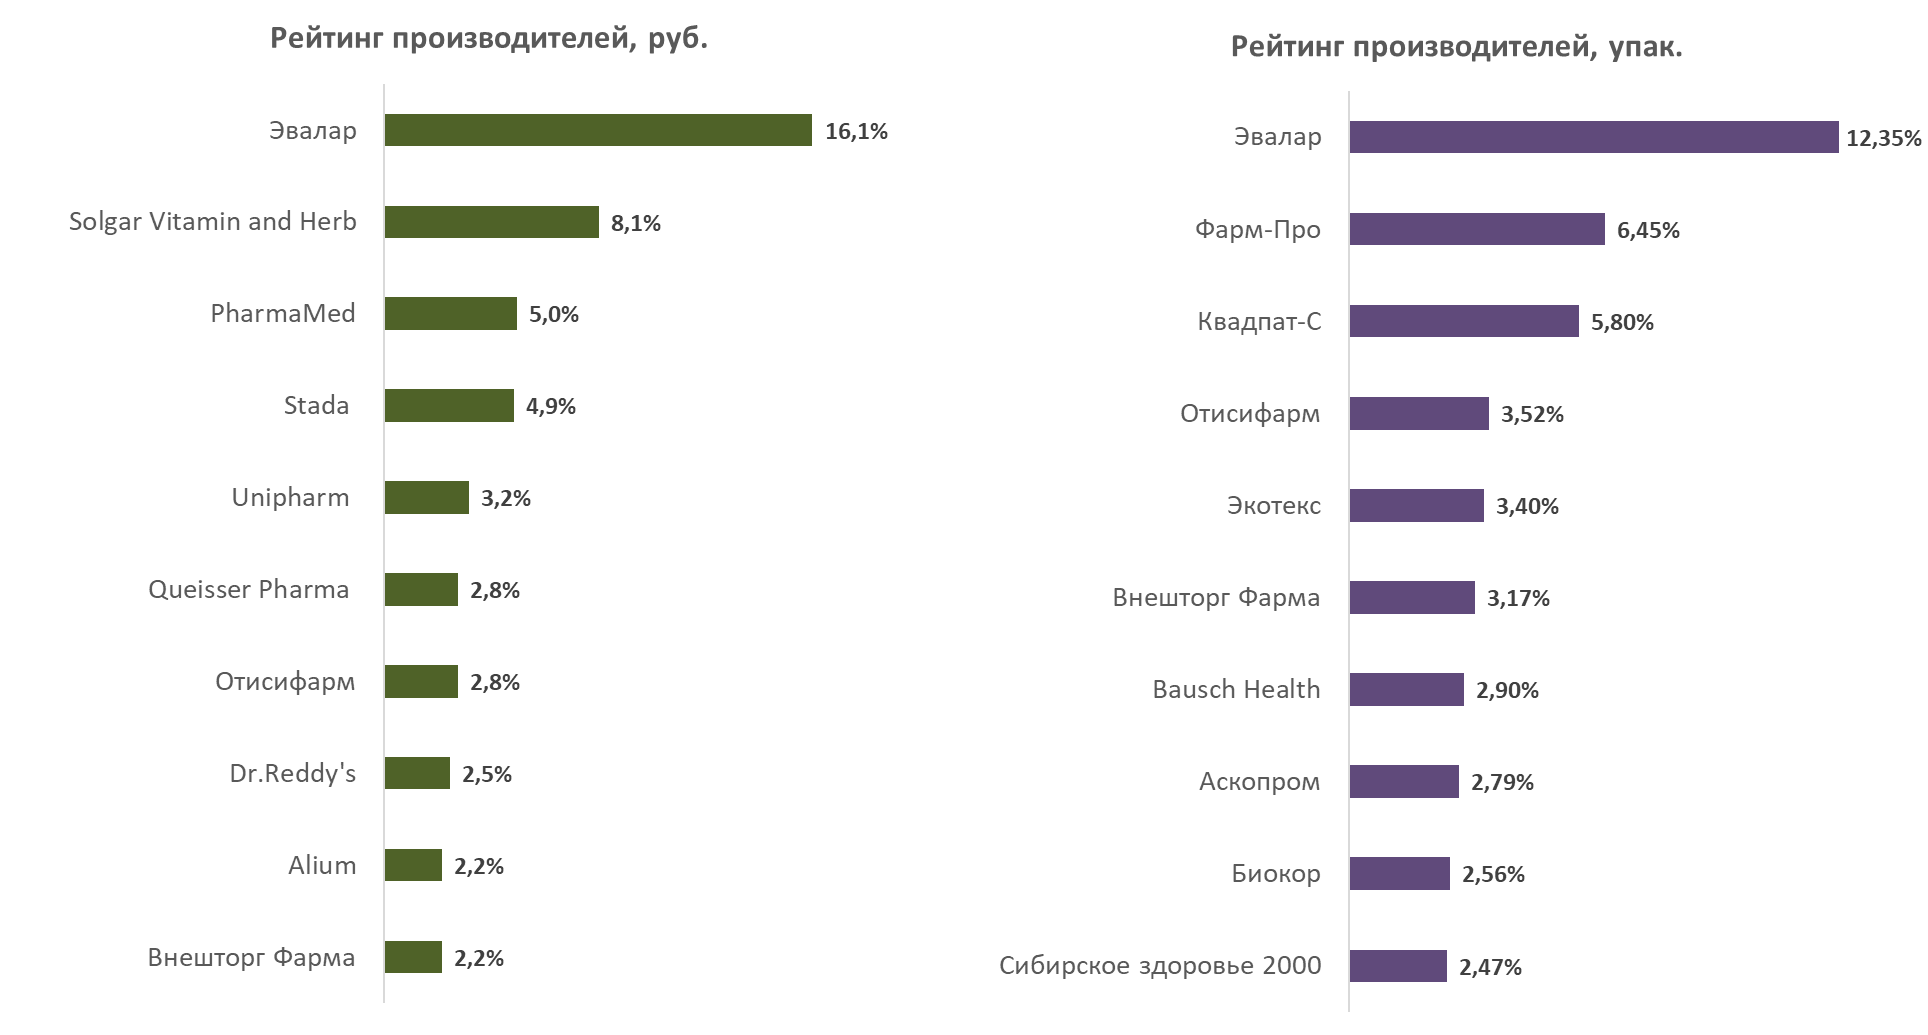 Рейтинг производителей, руб.
Эвалар 16,1%
Solgar Vitamin and Herb 8,1%
PharmaMed 5,0%
Stada 4,9%
Unipharm 3,2%
Queisser Pharma 2,8%
Отисифарм 2,8%
Dr.Reddy's 2,5%
Alium 2,2%
Внешторг Фарма 2,2%
Рейтинг производителей, упак.
Эвалар 12,35%
Фарм-Про 6,45%
Квадпат-С 5,80%
Отисифарм 3,52%
Экотекс 3,40%
Внешторг Фарма 3,17%
Bausch Health 2,90%
Аскопром 2,79%
Биокор 2,56%
Сибирское здоровье 2000 2,47%